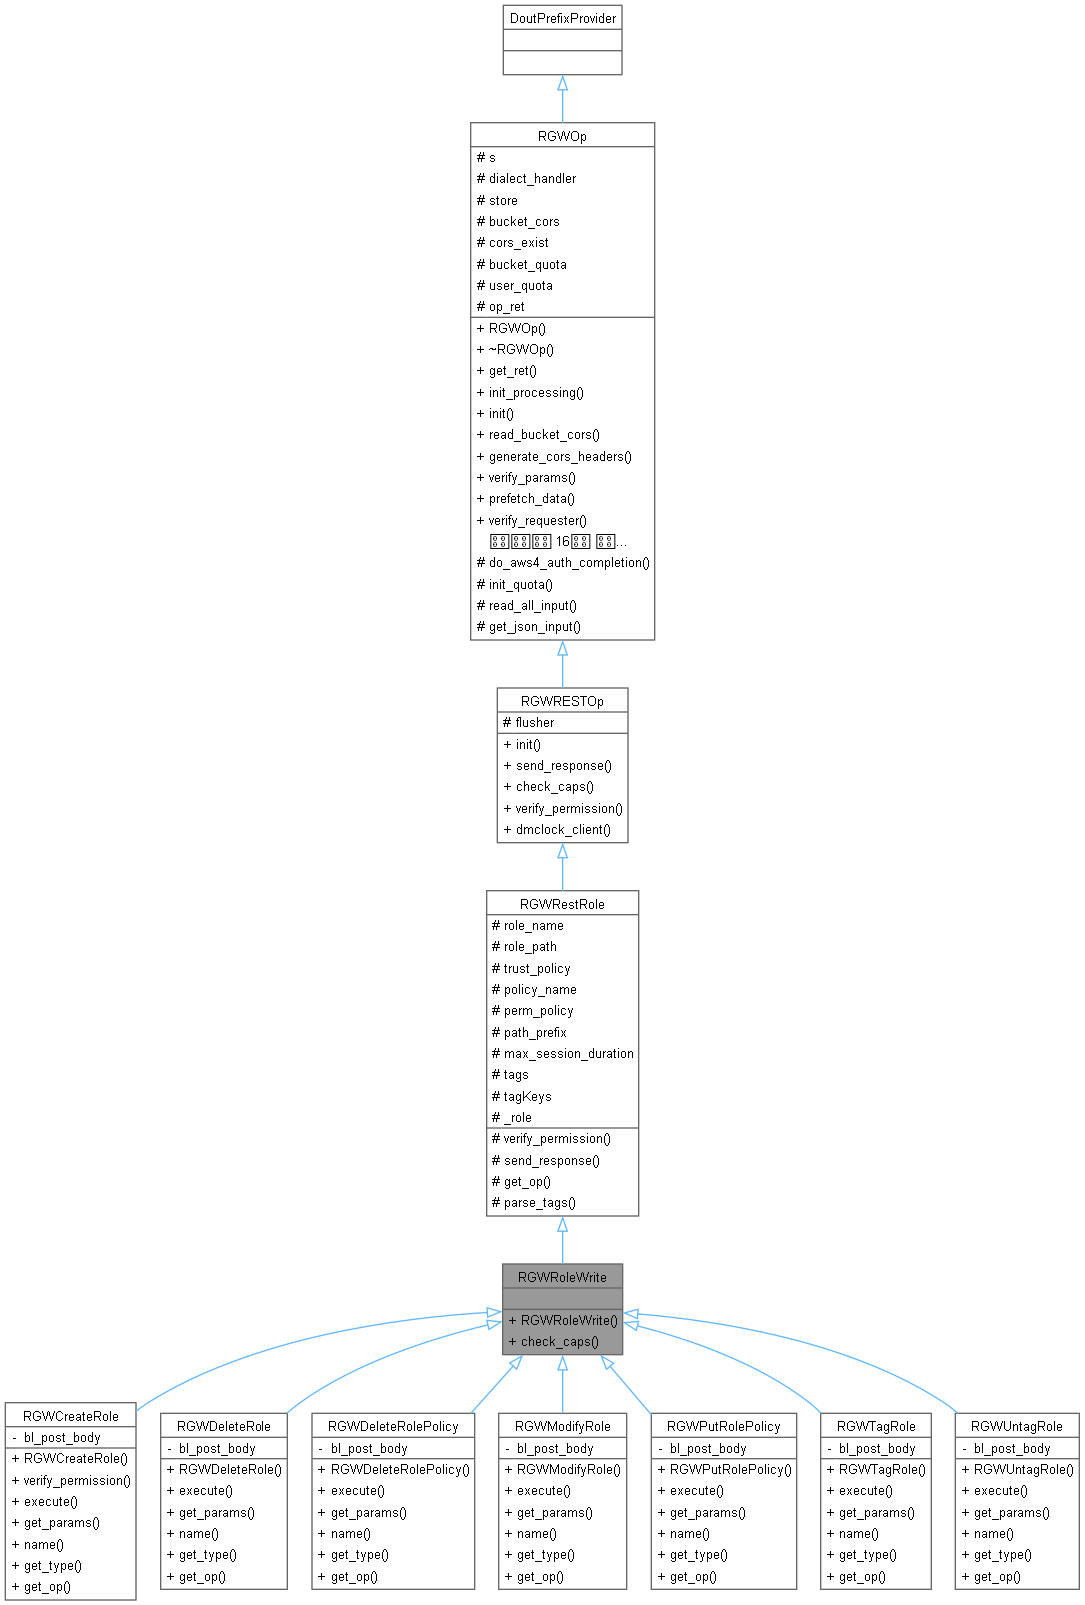 DoutPrefixProvider
RGWOp
# s
# dialect_handler
# store
# bucket_cors
# cors_exist
# bucket_quota
# user_quota
# op_ret
+ RGWOp()
+ ~RGWOp()
+ get_ret()
+ init_processing()
+ init()
+ read_bucket_cors()
+ generate_cors_headers()
+ verify_params()
+ prefetch_data()
+ verify_requester()
16 ...
# do_aws4_auth_completion()
# init_quota()
# read_all_input()
# get_json_input()
RGWRESTOp
# flusher
+ init()
+ send_response()
+ check_caps()
+ verify_permission()
+ dmclock_client()
RGWRestRole
# role_name
# role_path
# trust_policy
# policy_name
# perm_policy
# path_prefix
# max_session_duration
# tags
# tagKeys
# _role
# verify_permission()
# send_response()
# get_op()
# parse_tags()
RGWRoleWrite
+ RGWRoleWrite()
+ check_caps()
RGWCreateRole
- bl_post_body
+ RGWCreateRole()
+ verify_permission()
+ execute()
+ get_params()
+ name()
+ get_type()
+ get_op()
RGWDeleteRole
- bl_post_body
+ RGWDeleteRole()
+ execute()
+ get_params()
+ name()
+ get_type()
+ get_op()
RGWDeleteRolePolicy
- bl_post_body
+ RGWDeleteRolePolicy()
+ execute()
+ get_params()
+ name()
+ get_type()
+ get_op()
RGWModifyRole
- bl_post_body
+ RGWModifyRole()
+ execute()
+ get_params()
+ name()
+ get_type()
+ get_op()
RGWPutRolePolicy
- bl_post_body
+ RGWPutRolePolicy()
+ execute()
+ get_params()
+ name()
+ get_type()
+ get_op()
RGWTagRole
- bl_post_body
+ RGWTagRole()
+ execute()
+ get_params()
+ name()
+ get_type()
+ get_op()
RGWUntagRole
- bl_post_body
+ RGWUntagRole()
+ execute()
+ get_params()
+ name()
+ get_type()
+ get_op()